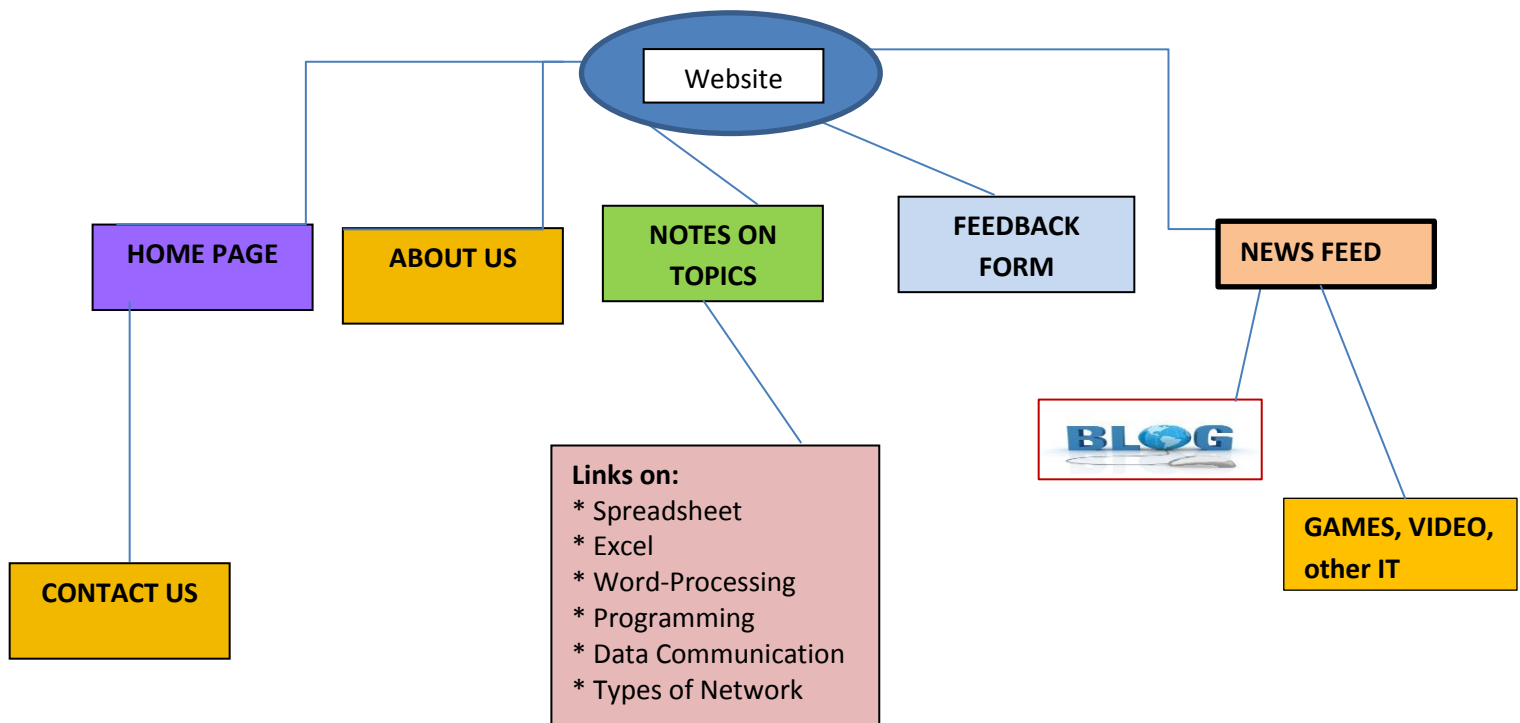 Website
HOME PAGE
ABOUT US
NOTES ON
TOPICS
FEEDBACK
FORM
NEWS FEED
BLOG
Links on:
* Spreadsheet
* Excel
* Word-Processing
* Programming
* Data Communication
* Types of Network
GAMES, VIDEO,
other IT
CONTACT US